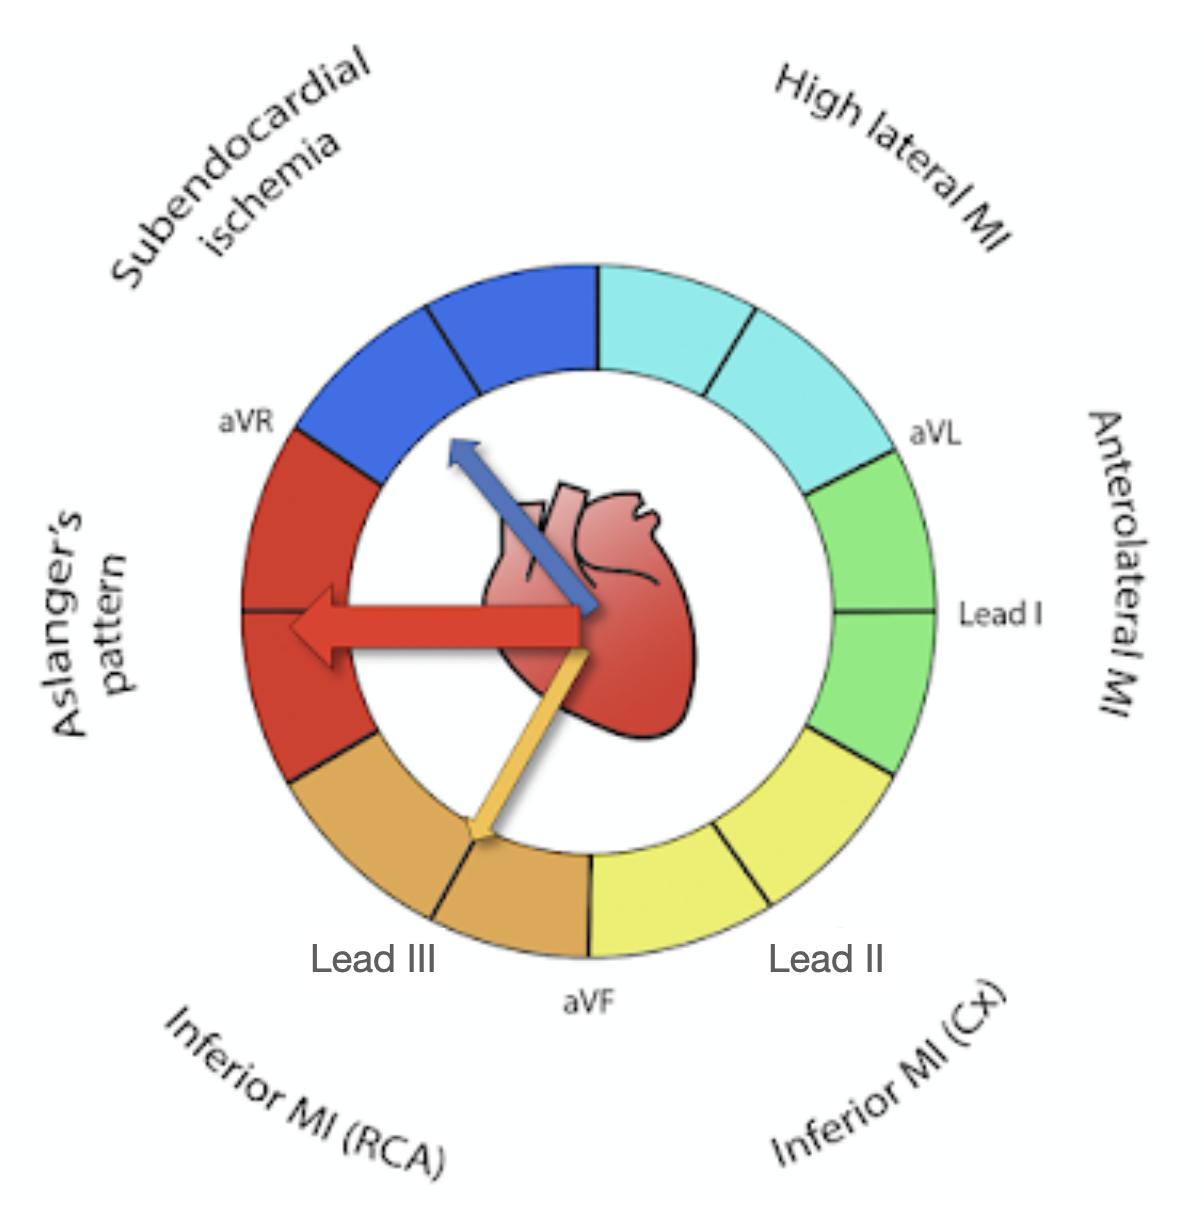 Subendocardial
ischemia
High lateral MI
aVR
aVL
Aslanger's
pattern
Lead I
Anterolateral MI
Lead III
Lead II
aVF
Inferior MI (RCA)
Inferior MI (Cx)